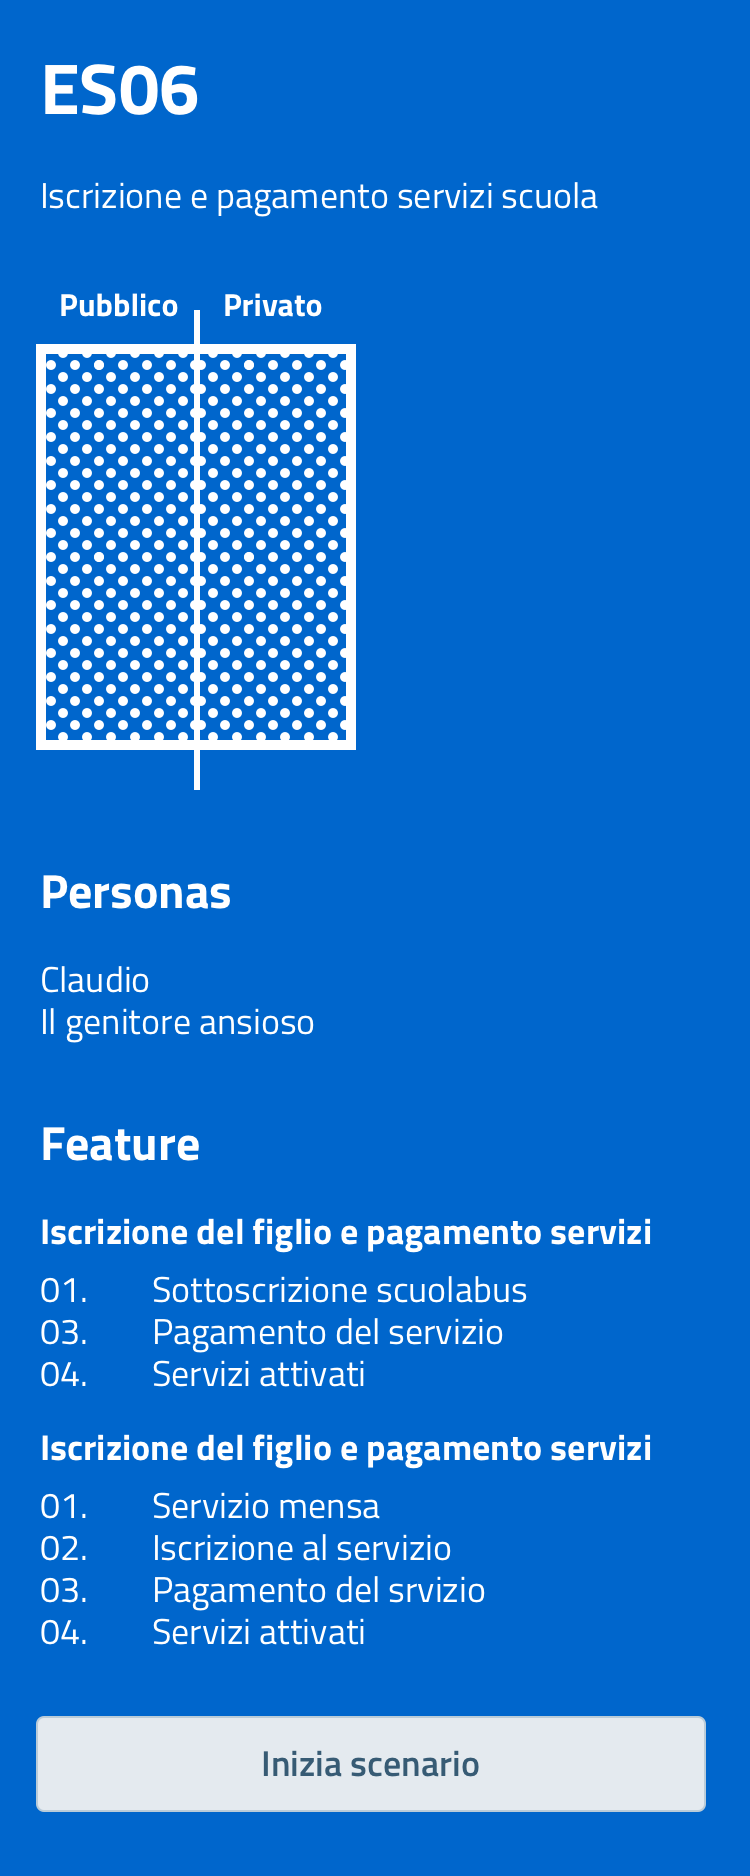 ES06
Iscrizione e pagamento servizi scuola
Pubblico Privato
Personas
Claudio
Il genitore ansioso
Feature
Iscrizione del figlio e pagamento servizi
01. Sottoscrizione scuolabus
03. Pagamento del servizio
04. Servizi attivati
Iscrizione del figlio e pagamento servizi
01. Servizio mensa
02. Iscrizione al servizio
03. Pagamento del srvizio
04. Servizi attivati
Inizia scenario